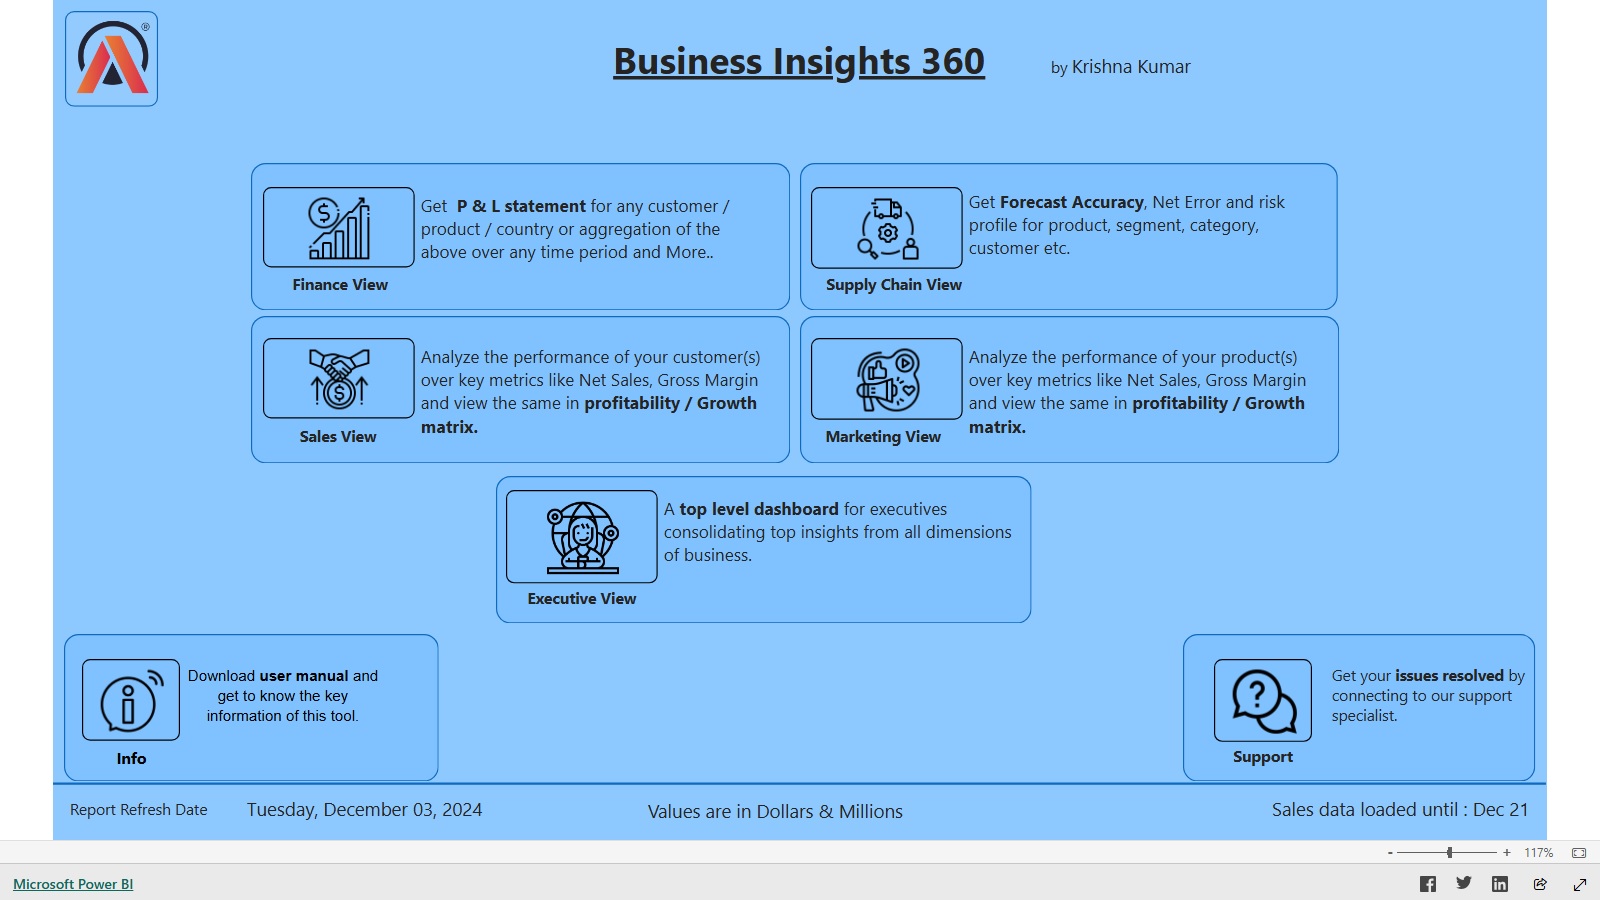 ®
Business Insights 360
by Krishna Kumar
Get P & L statement for any customer /
product / country or aggregation of the
above over any time period and More..
Finance View
Get Forecast Accuracy, Net Error and risk
profile for product, segment, category,
customer etc.
Supply Chain View
Analyze the performance of your customer(s)
over key metrics like Net Sales, Gross Margin
and view the same in profitability / Growth
matrix.
Sales View
Analyze the performance of your product(s)
over key metrics like Net Sales, Gross Margin
and view the same in profitability / Growth
matrix.
Marketing View
A top level dashboard for executives
consolidating top insights from all dimensions
of business.
Executive View
Download user manual and
get to know the key
information of this tool.
Info
Get your issues resolved by
connecting to our support
specialist.
Support
Report Refresh Date
Tuesday, December 03, 2024
Values are in Dollars & Millions
Sales data loaded until : Dec 21
- + 117%
Microsoft Power BI